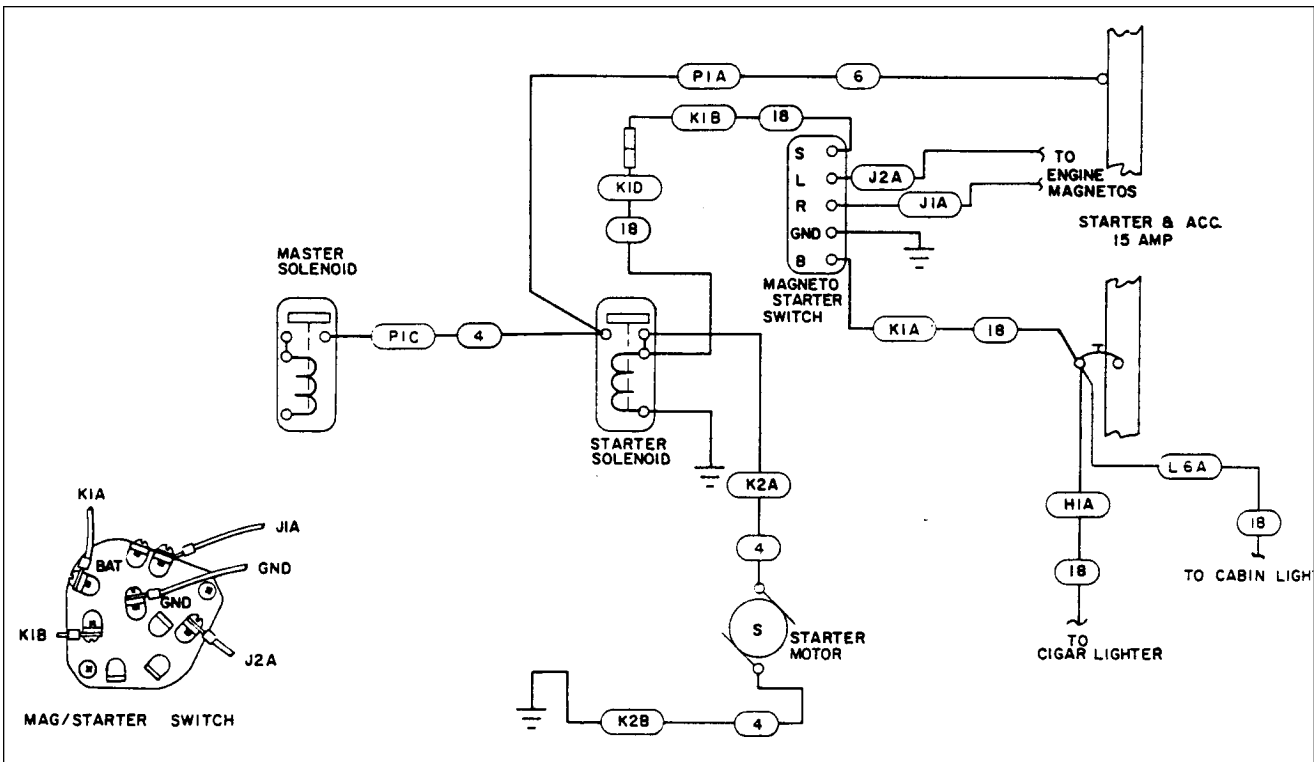 P1A
6
K1B
18
S
L
R
GND
B
J2A
J1A
TO
ENGINE
MAGNETOS
K1D
18
STARTER & ACC.
15 AMP
MASTER
SOLENOID
MAGNETO
STARTER
SWITCH
P1C
4
K1A
18
STARTER
SOLENOID
L6A
K2A
H1A
18
K1A
J1A
BAT
GND
GND
4
18
TO CABIN LIGHT
K1B
S
STARTER
MOTOR
TO
CIGAR LIGHTER
J2A
MAG/STARTER SWITCH
K2B
4